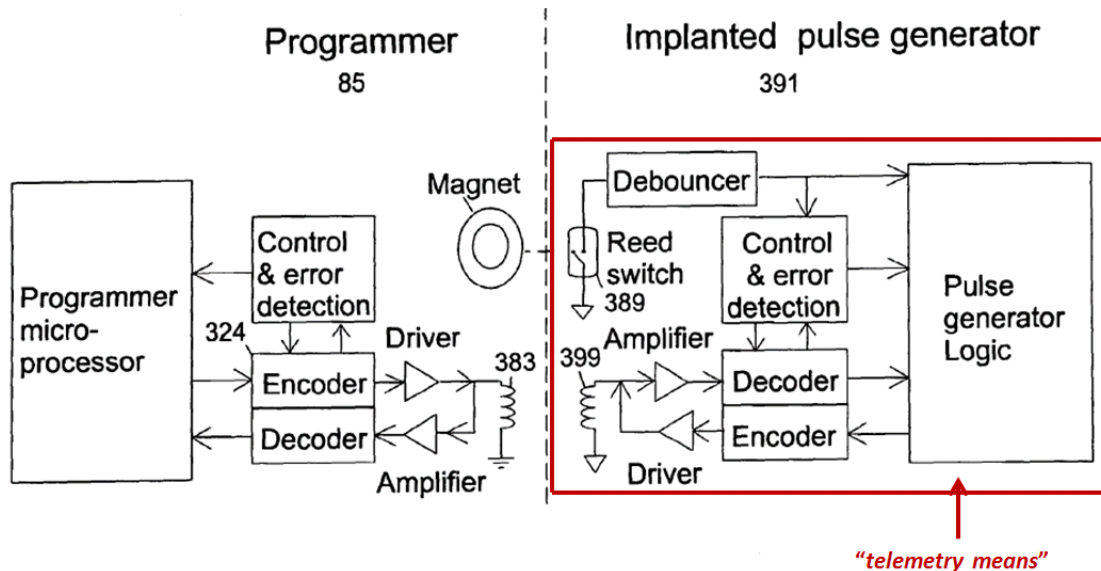 Programmer
85
Implanted pulse generator
391
Programmer
micro-
processor
Control
& error
detection
324
Encoder
Decoder
Driver
Amplifier
383
Magnet
Debouncer
Reed
switch
389
Control
& error
detection
Amplifier
399
Decoder
Encoder
Driver
Pulse
generator
Logic
“telemetry means”